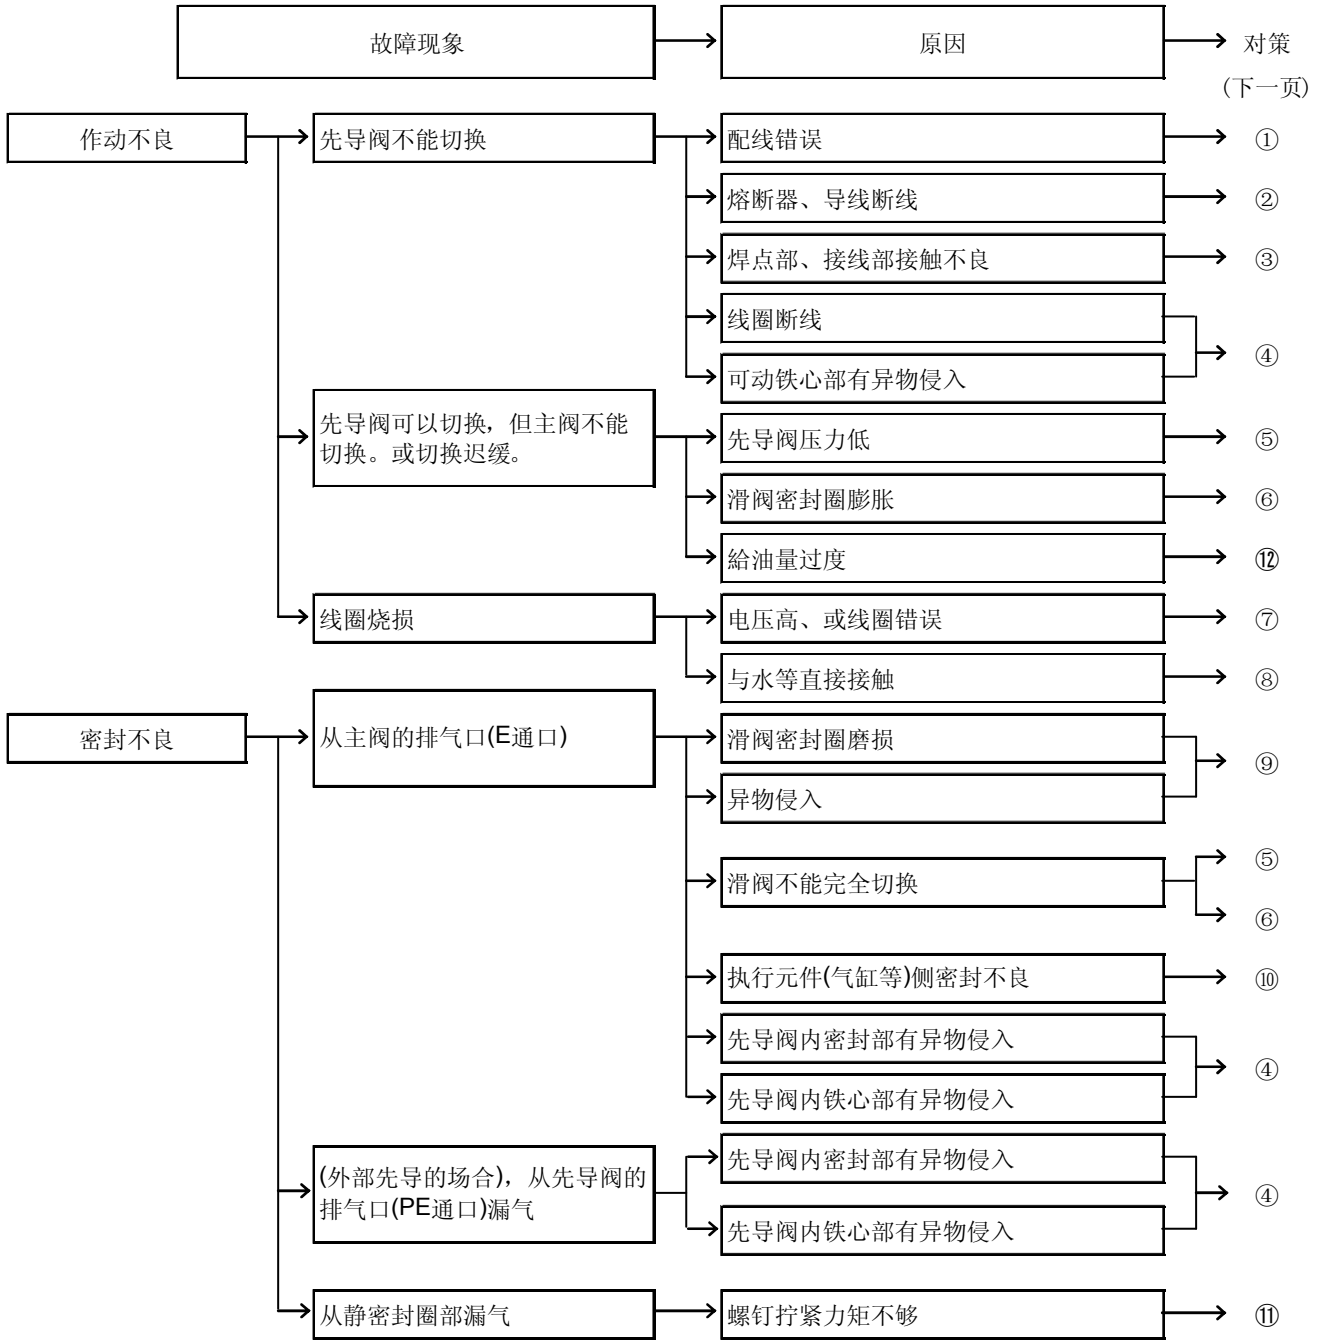 故障现象
原因
对策
(下一页)
作动不良
先导阀不能切换
配线错误
①
熔断器、导线断线
②
焊点部、接线部接触不良
③
线圈断线
可动铁心部有异物侵入
④
先导阀可以切换，但主阀不能
切换。或切换迟缓。
先导阀压力低
⑤
滑阀密封圈膨胀
⑥
給油量过度
⑫
线圈烧损
电压高、或线圈错误
⑦
与水等直接接触
⑧
密封不良
从主阀的排气口(E通口)
滑阀密封圈磨损
异物侵入
⑨
滑阀不能完全切换
⑤
⑥
执行元件(气缸等)侧密封不良
⑩
先导阀内密封部有异物侵入
先导阀内铁心部有异物侵入
④
(外部先导的场合)，从先导阀的
排气口(PE通口)漏气
先导阀内密封部有异物侵入
先导阀内铁心部有异物侵入
④
从静密封圈部漏气
螺钉拧紧力矩不够
⑪